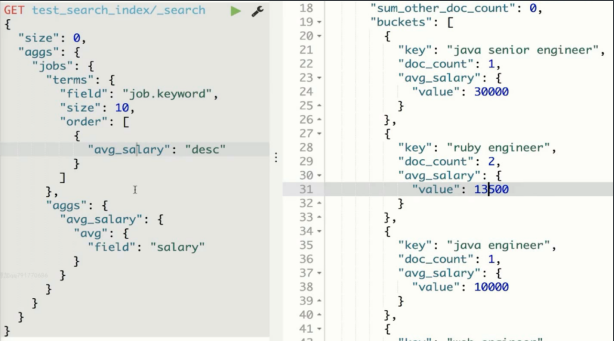 GET test_search_index/_search
{
"size": 0,
"aggs": {
"jobs": {
"terms": {
"field": "job.keyword",
"size": 10,
"order": [
{
"avg_salary": "desc"
}
]
},
"aggs": {
"avg_salary": {
"avg": {
"field": "salary"
}
}
}
}
}
}
18 "sum_other_doc_count": 0,
19 "buckets": [
20 {
21 "key": "java senior engineer",
22 "doc_count": 1,
23 "avg_salary": {
24 "value": 30000
25 }
26 },
27 {
28 "key": "ruby engineer",
29 "doc_count": 2,
30 "avg_salary": {
31 "value": 13500
32 }
33 },
34 {
35 "key": "java engineer",
36 "doc_count": 1,
37 "avg_salary": {
38 "value": 10000
39 }
40 },
41 {